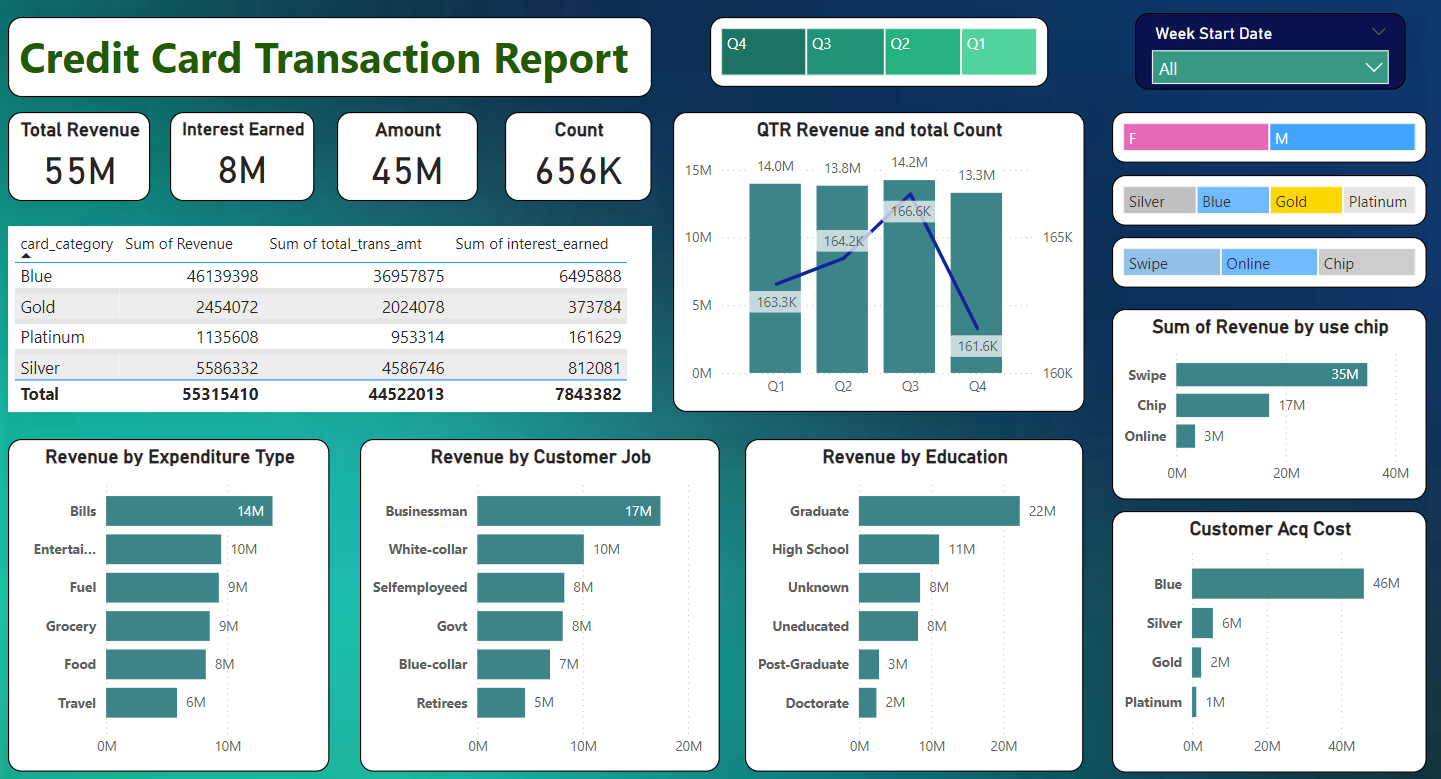 Credit Card Transaction Report
Q4 Q3 Q2 Q1
Week Start Date
All
Total Revenue
55M
Interest Earned
8M
Amount
45M
Count
656K
card_category Sum of Revenue Sum of total_trans_amt Sum of interest_earned
Blue 46139398 36957875 6495888
Gold 2454072 2024078 373784
Platinum 1135608 953314 161629
Silver 5586332 4586746 812081
Total 55315410 44522013 7843382
QTR Revenue and total Count
14.0M 13.8M 14.2M 13.3M
15M
10M
5M
0M
165K
160K
163.3K 164.2K 166.6K 161.6K
Q1 Q2 Q3 Q4
F M
Silver Blue Gold Platinum
Swipe Online Chip
Sum of Revenue by use chip
Swipe 35M
Chip 17M
Online 3M
0M 20M 40M
Revenue by Expenditure Type
Bills 14M
Entertai... 10M
Fuel 9M
Grocery 9M
Food 8M
Travel 6M
0M 10M
Revenue by Customer Job
Businessman 17M
White-collar 10M
Selfemployeed 8M
Govt 8M
Blue-collar 7M
Retirees 5M
0M 10M 20M
Revenue by Education
Graduate 22M
High School 11M
Unknown 8M
Uneducated 8M
Post-Graduate 3M
Doctorate 2M
0M 10M 20M
Customer Acq Cost
Blue 46M
Silver 6M
Gold 2M
Platinum 1M
0M 20M 40M